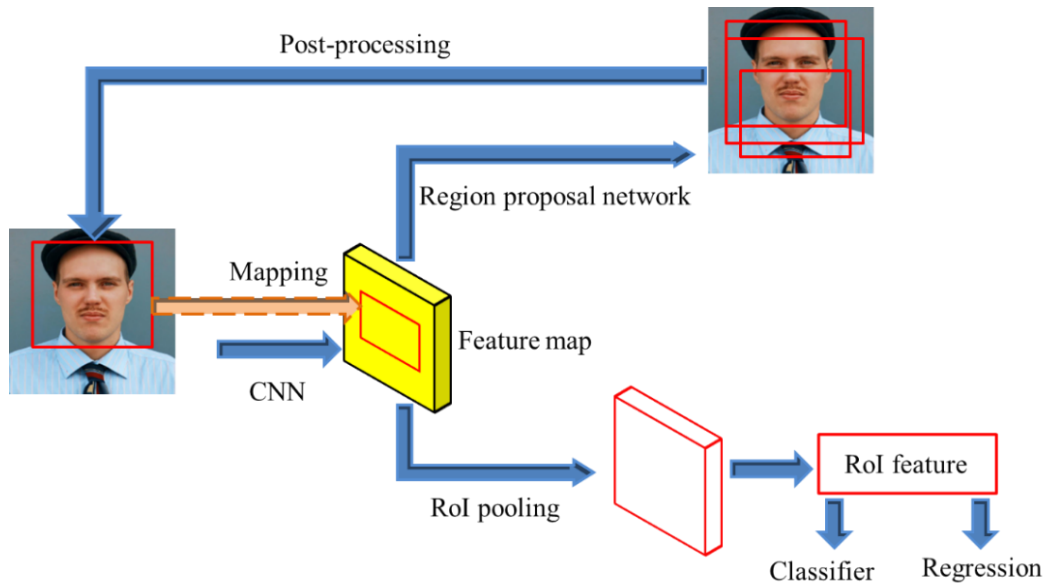 Post-processing
Region proposal network
Mapping
Feature map
CNN
RoI pooling
RoI feature
Classifier
Regression